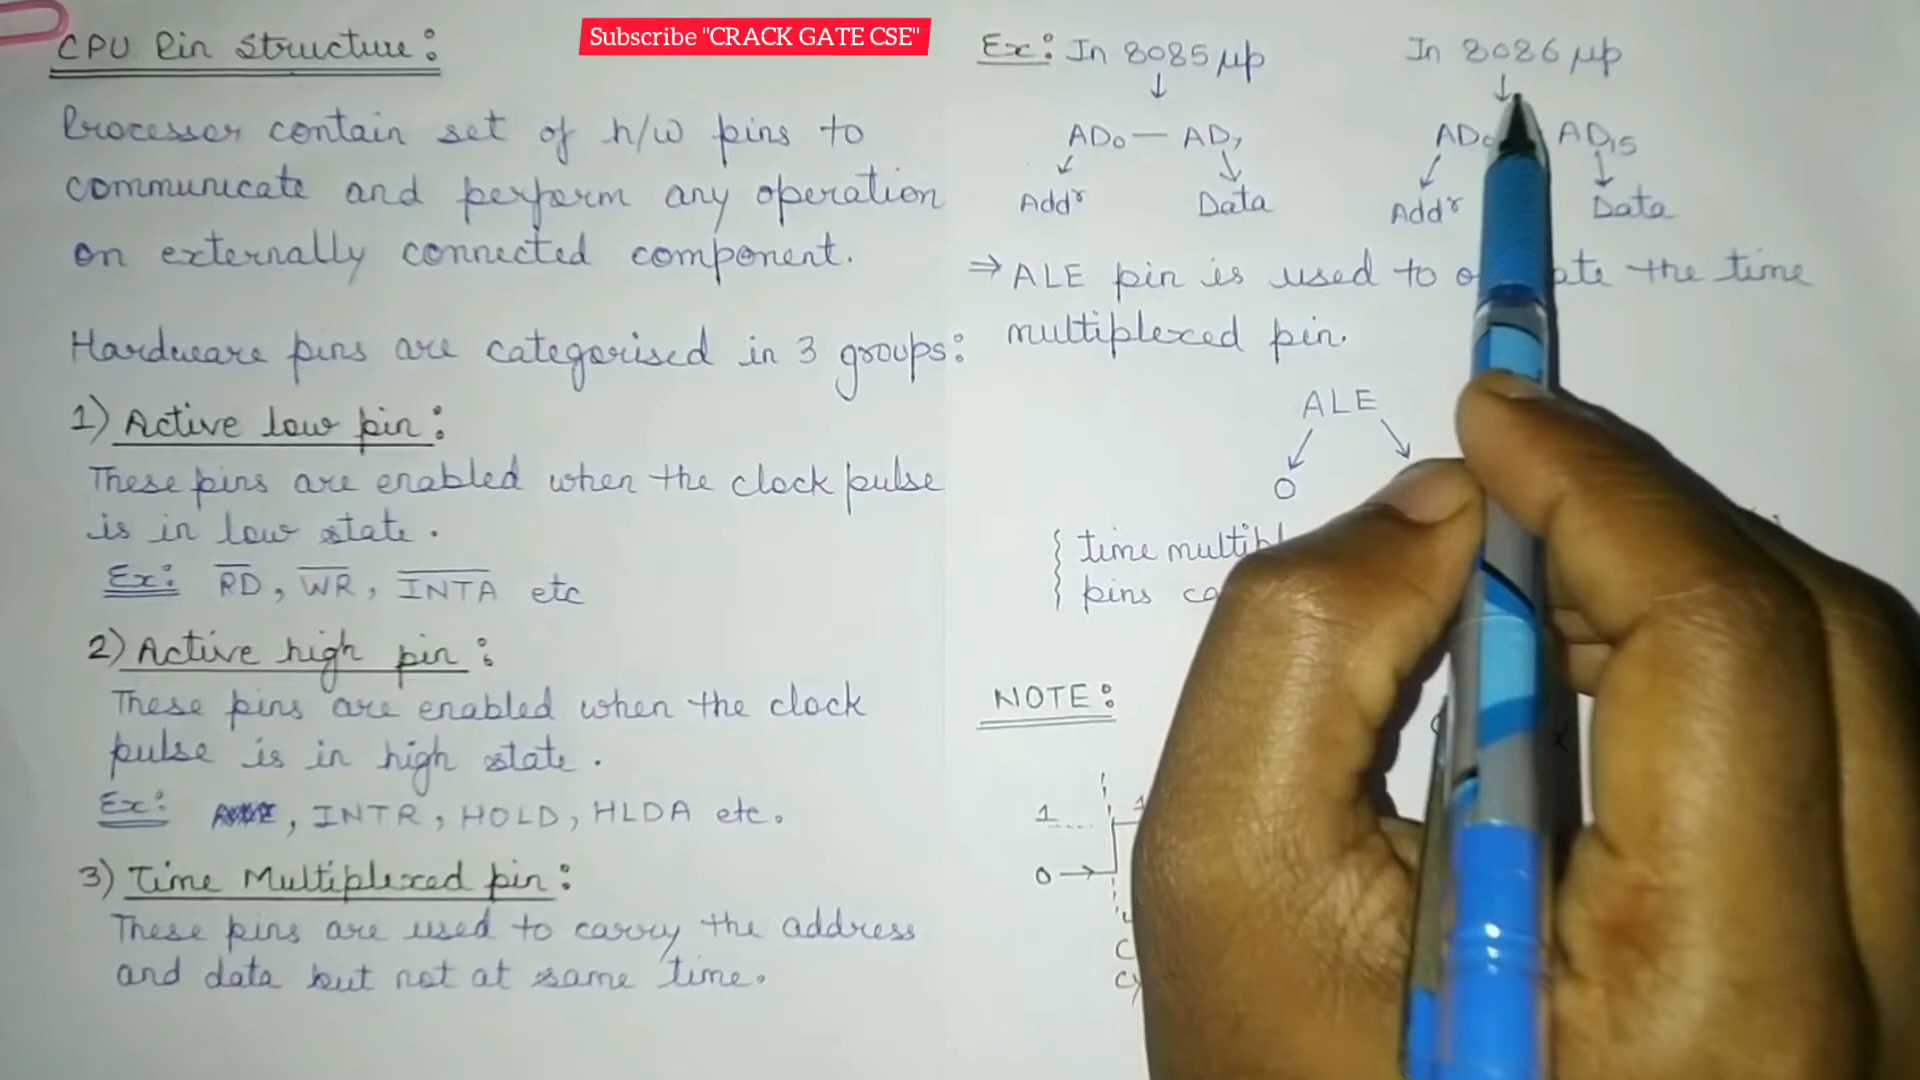 CPU Pin Structure:
Processor contain set of h/w pins to
communicate and perform any operation
on externally connected component.
Hardware pins are categorised in 3 groups:
1) Active low pin:
These pins are enabled when the clock pulse
is in low state.
Ex: R̅D̅, W̅R̅, I̅N̅T̅A̅ etc
2) Active high pin:
These pins are enabled when the clock
pulse is in high state.
Ex: , INTR, HOLD, HLDA etc.
3) Time Multiplexed pin:
These pins are used to carry the address
and data but not at same time.
Subscribe "CRACK GATE CSE"
Ex: In 8085 μp In 8086 μp
AD₀ — AD₇ AD AD₁₅
Addʳ Data Addʳ Data
⇒ ALE pin is used to the time
multiplexed pin.
ALE
0
{ time
pins
NOTE:
1 1
0